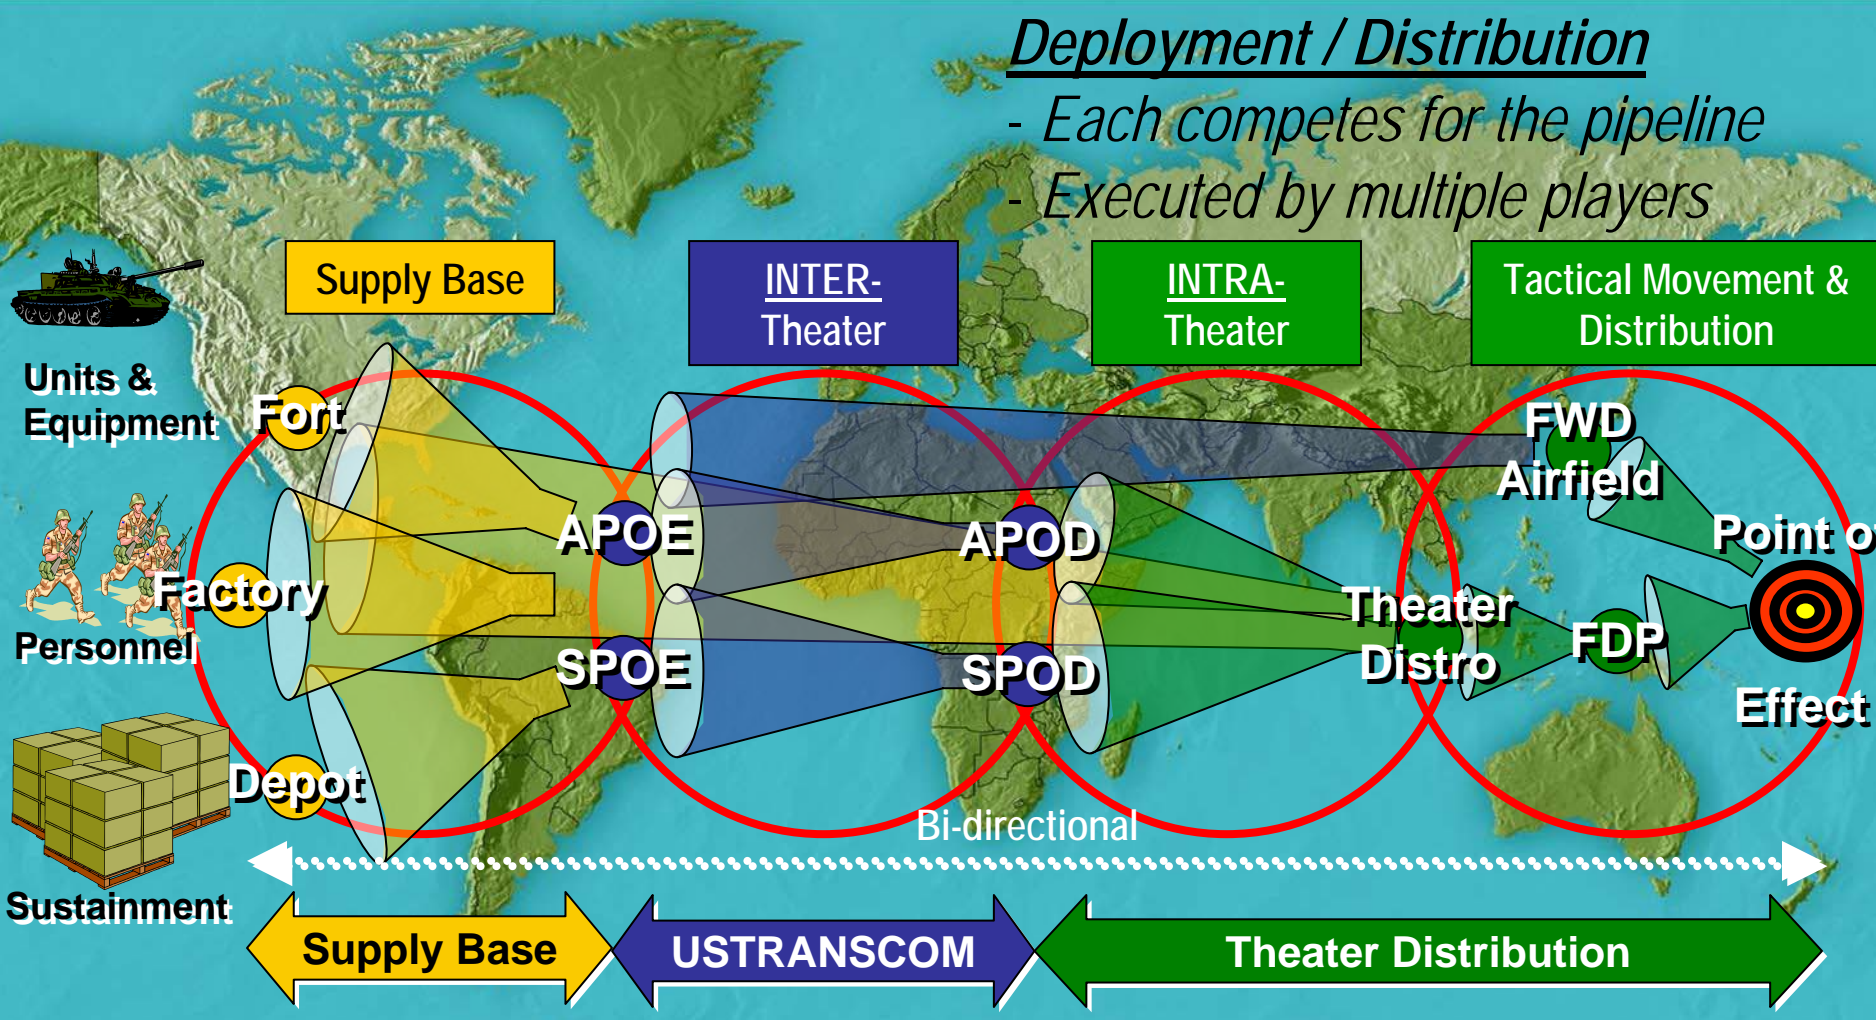 Deployment / Distribution
- Each competes for the pipeline
- Executed by multiple players
Supply Base
INTER-
Theater
INTRA-
Theater
Tactical Movement &
Distribution
Units &
Equipment
Fort
FWD
Airfield
APOE
APOD
Point of
Factory
Theater
Distro
FDP
Personnel
SPOE
SPOD
Effect
Depot
Bi-directional
Sustainment
Supply Base
USTRANSCOM
Theater Distribution